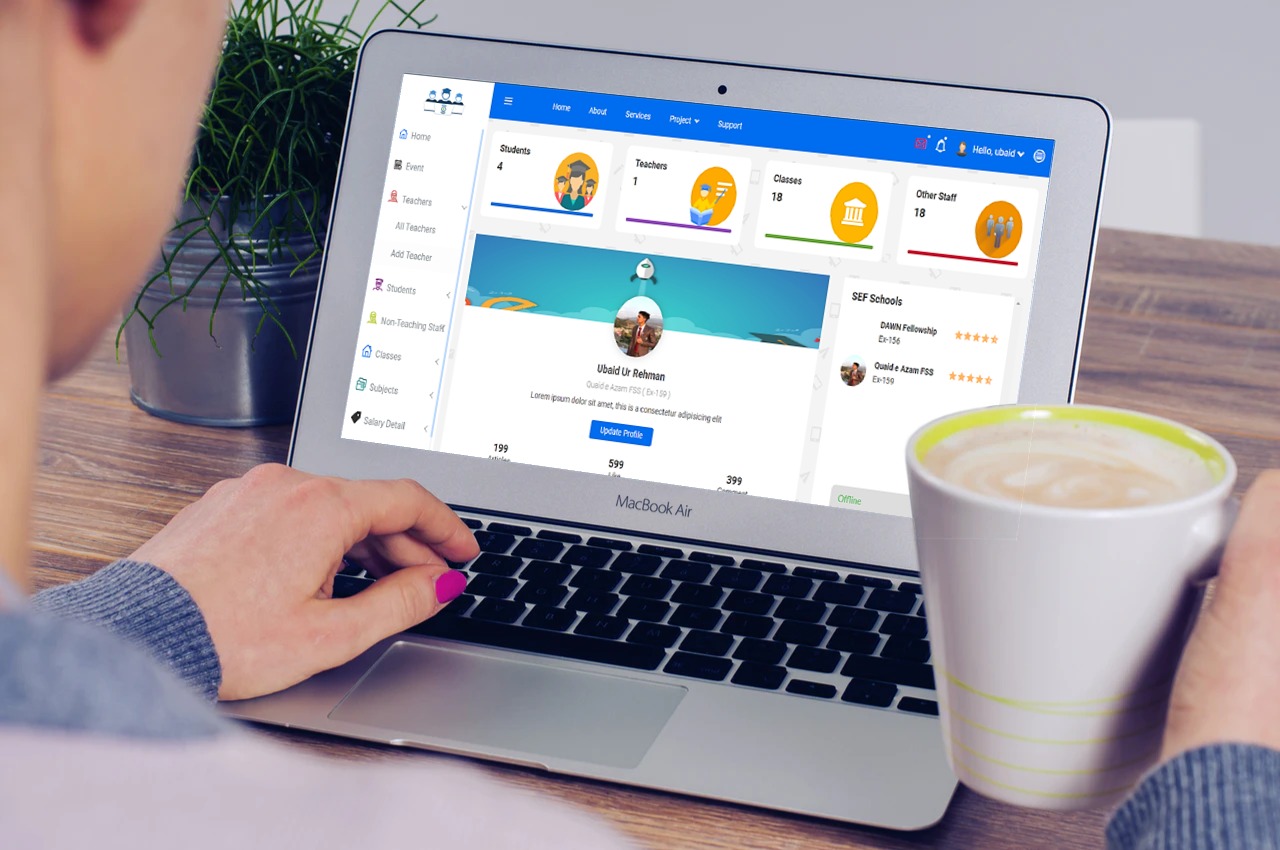 Home
About
Services
Project
Support
Hello, ubaid
Home
Event
Teachers
All Teachers
Add Teacher
Students
Non-Teaching Staff
Classes
Subjects
Salary Detail
Students
4
Teachers
1
Classes
18
Other Staff
18
Ubaid Ur Rehman
Quaid e Azam FSS ( Ex-159 )
Lorem ipsum dolor sit amet, this is a consectetur adipisicing elit
Update Profile
199
599
399
SEF Schools
DAWN Fellowship
Ex-156
Quaid e Azam FSS
Ex-159
Offline
MacBook Air